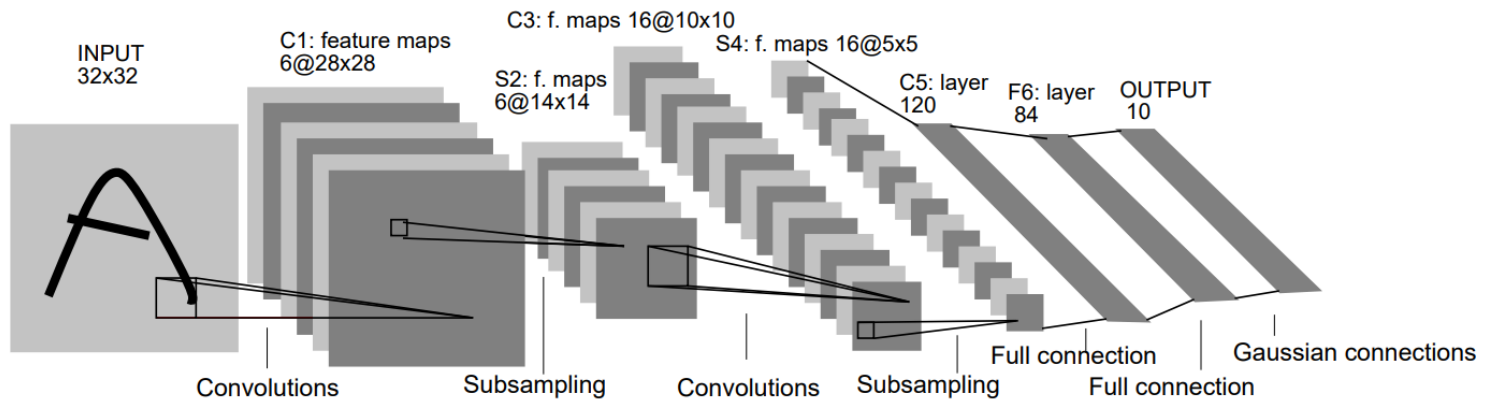 INPUT
32x32
C1: feature maps
6@28x28
S2: f. maps
6@14x14
C3: f. maps 16@10x10
S4: f. maps 16@5x5
C5: layer
120
F6: layer
84
OUTPUT
10
Convolutions
Subsampling
Convolutions
Subsampling
Full connection
Full connection
Gaussian connections